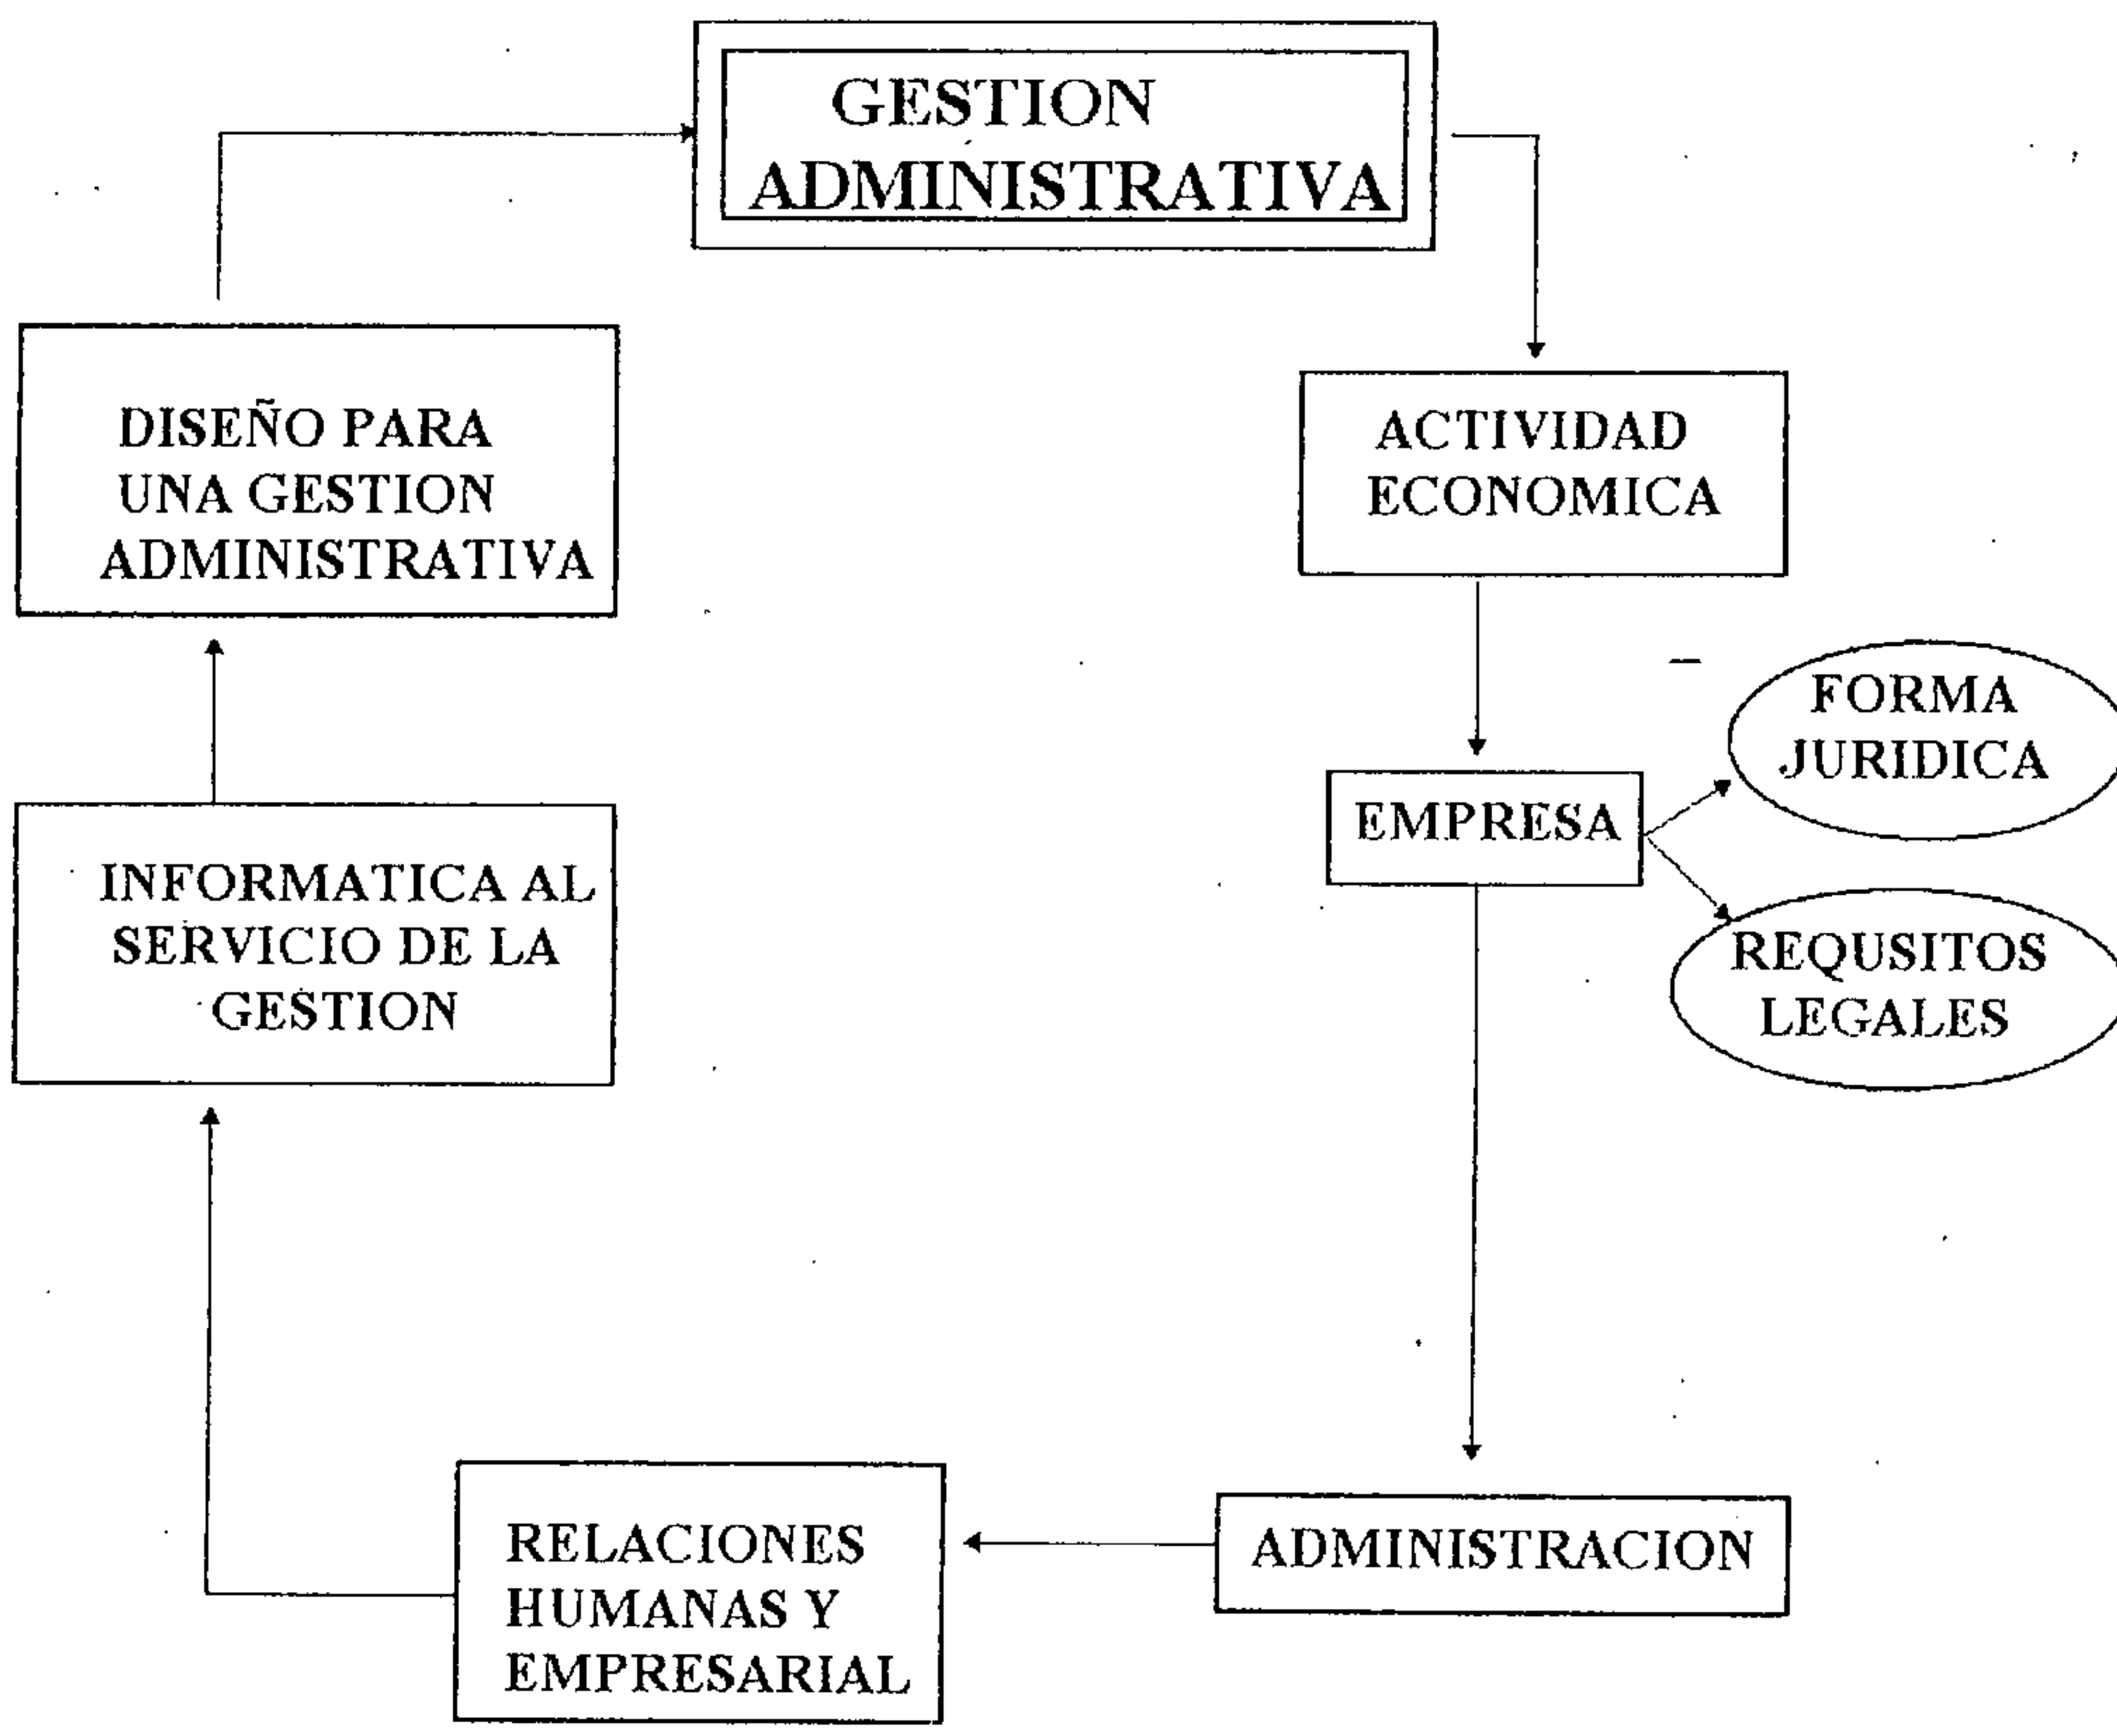 GESTION
ADMINISTRATIVA
DISEÑO PARA
UNA GESTION
ADMINISTRATIVA
ACTIVIDAD
ECONOMICA
FORMA
JURIDICA
EMPRESA
INFORMATICA AL
SERVICIO DE LA
GESTION
REQUSITOS
LEGALES
RELACIONES
HUMANAS Y
EMPRESARIAL
ADMINISTRACION